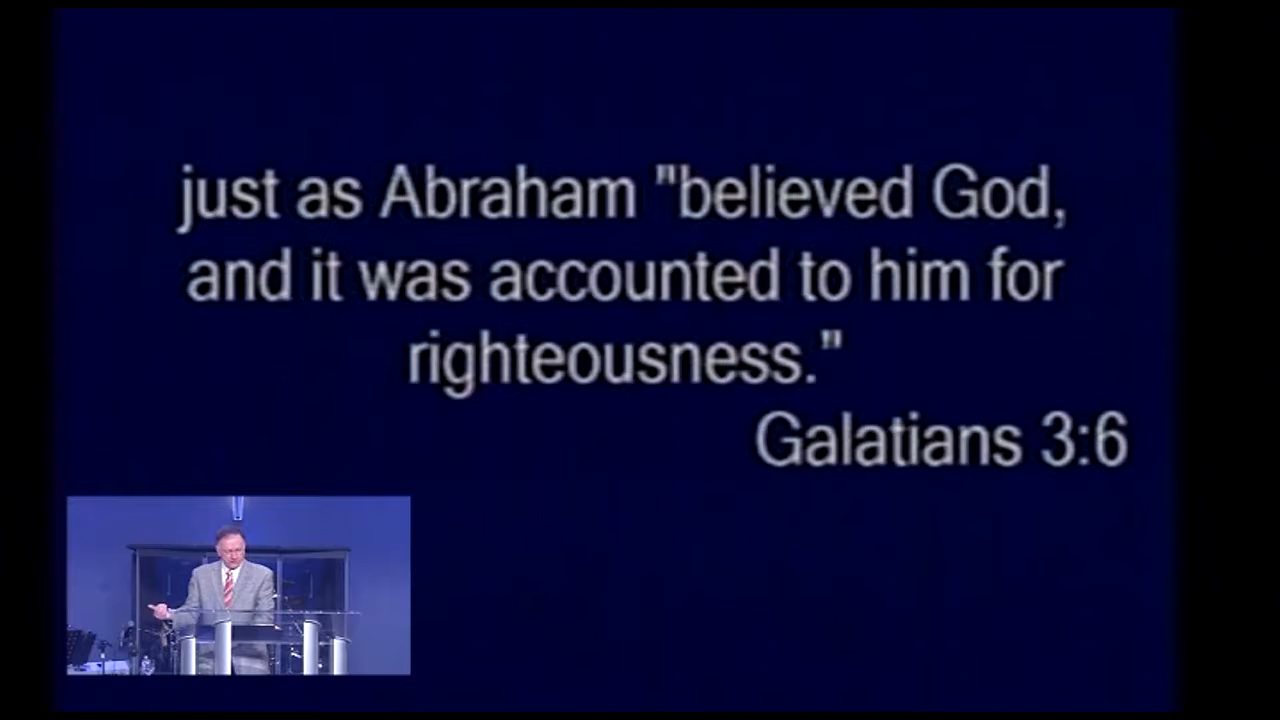 just as Abraham "believed God,
and it was accounted to him for
righteousness."
Galatians 3:6